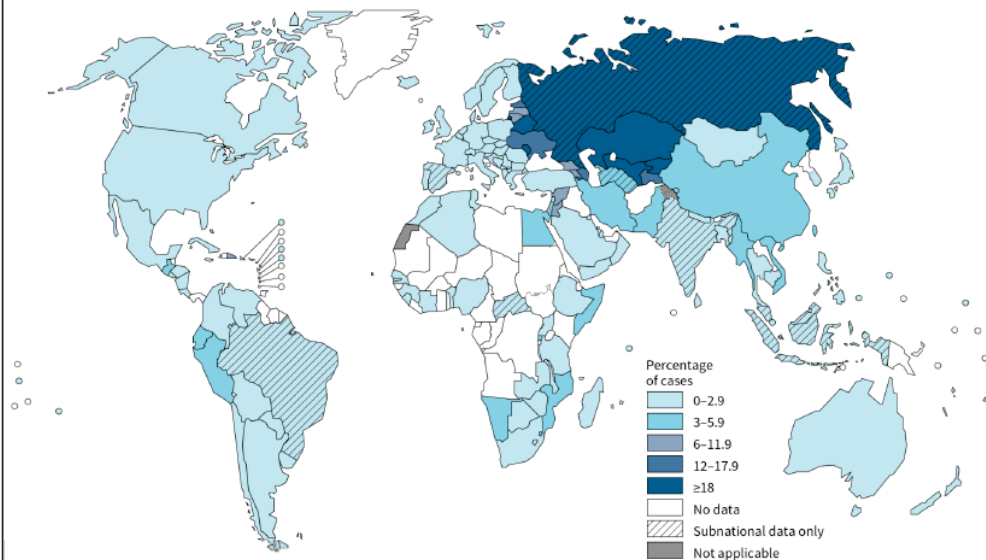 Percentage
of cases
0–2.9
3–5.9
6–11.9
12–17.9
≥18
No data
Subnational data only
Not applicable